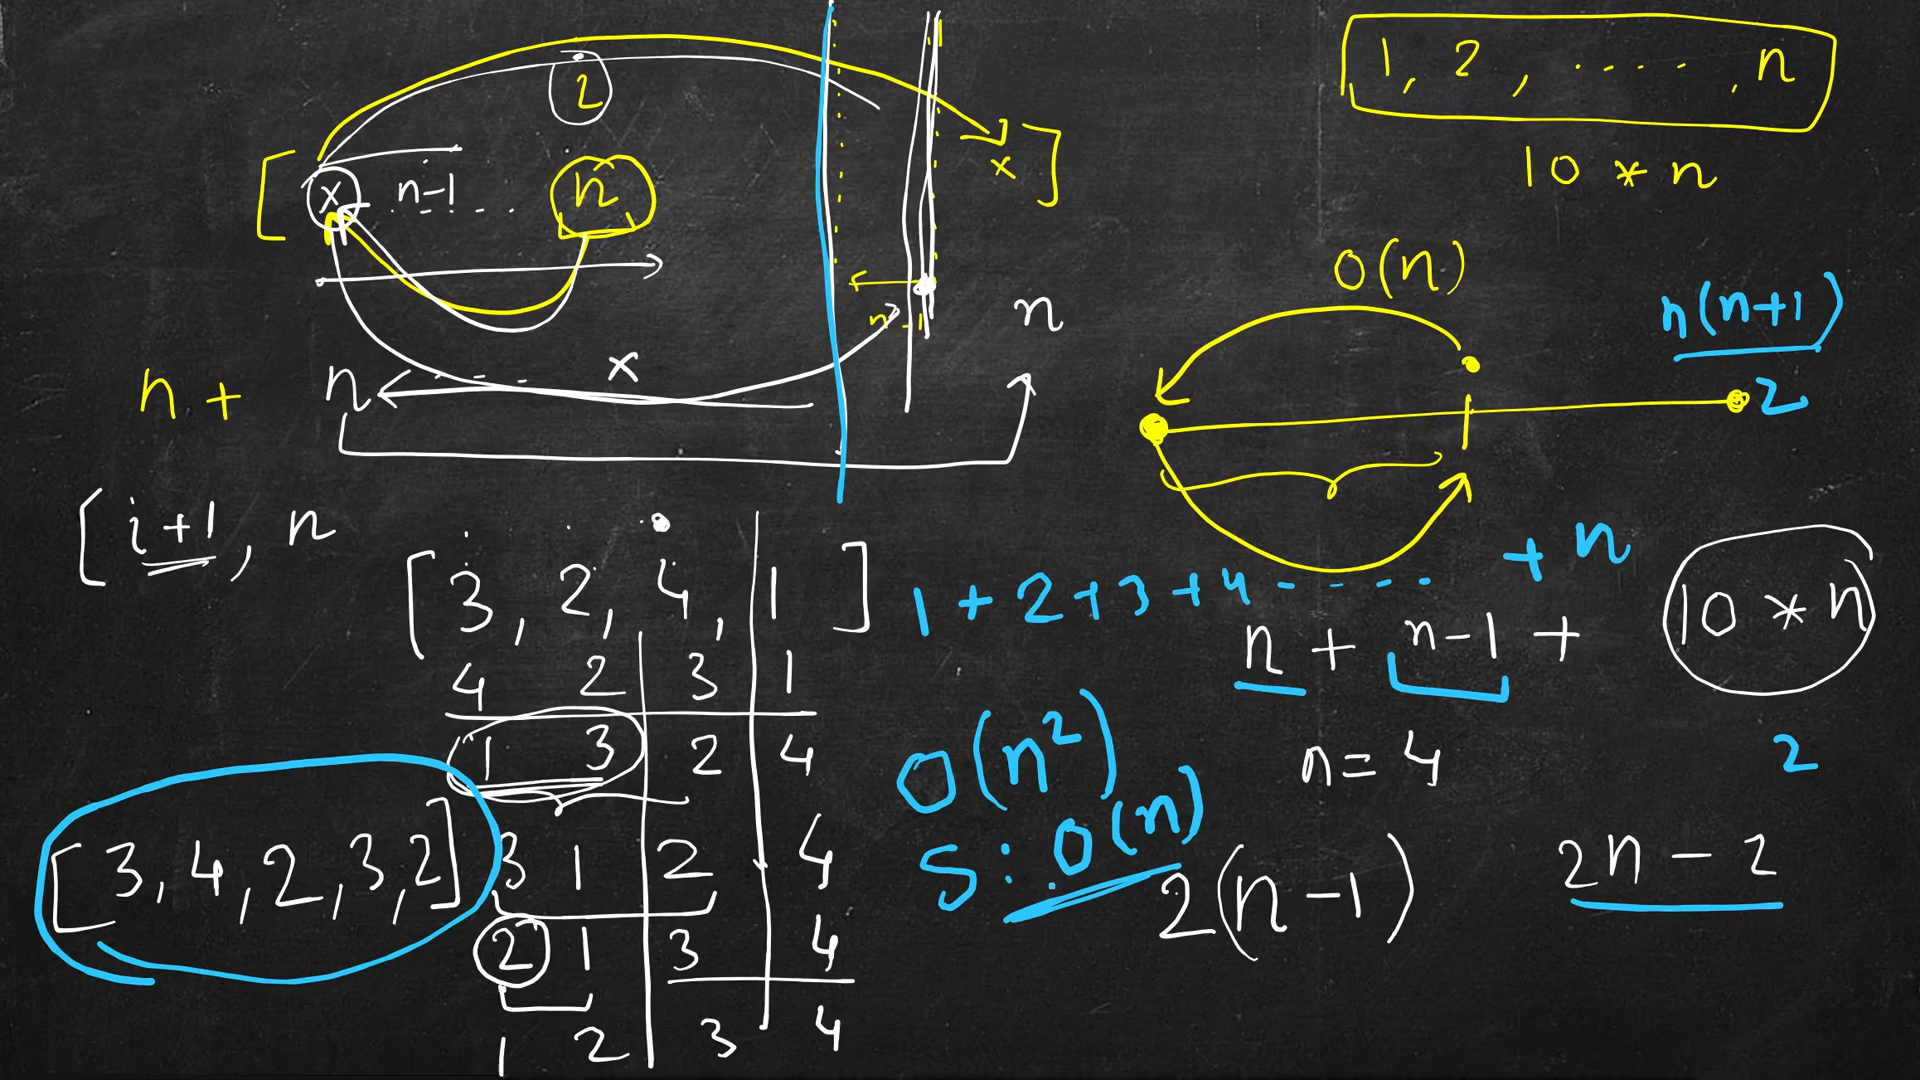 1, 2, ..... , n
10 * n
2
[ x n-1 ..... n x ]
O(n)
n-1
n
n(n+1)
2
x
n +
n
[ i+1, n
[ 3, 2, 4, 1 ]
1 + 2 + 3 + 4 ----- + n
n + n-1 +
10 * n
4 2 3 1
1 3 2 4
O(n²)
n = 4
2
[ 3, 4, 2, 3, 2 ]
3 1 2 4
S : O(n)
2(n-1)
2n - 2
2 1 3 4
1 2 3 4